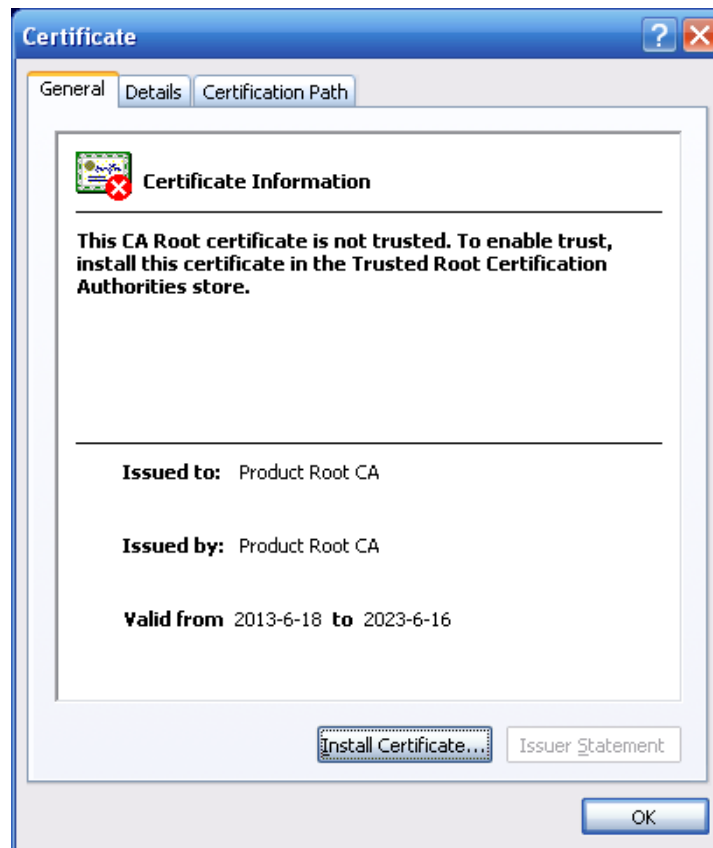 Certificate
General Details Certification Path
Certificate Information
This CA Root certificate is not trusted. To enable trust,
install this certificate in the Trusted Root Certification
Authorities store.
Issued to: Product Root CA
Issued by: Product Root CA
Valid from 2013-6-18 to 2023-6-16
Install Certificate... Issuer Statement
OK